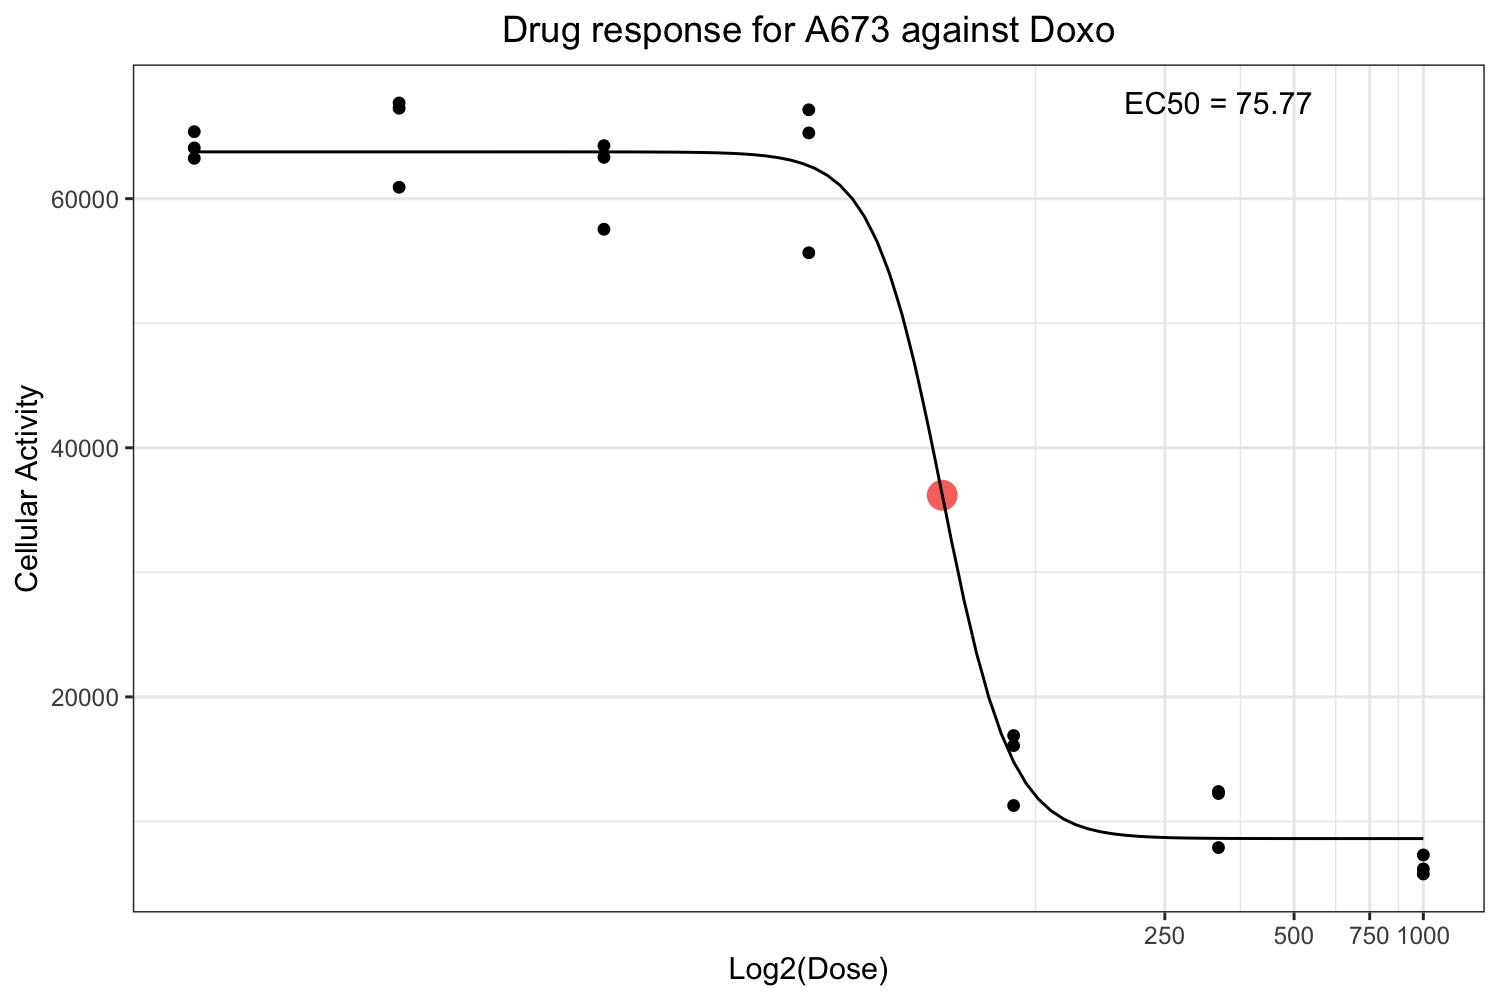 Drug response for A673 against Doxo
EC50 = 75.77
60000
40000
20000
Cellular Activity
250 500 750 1000
Log2(Dose)